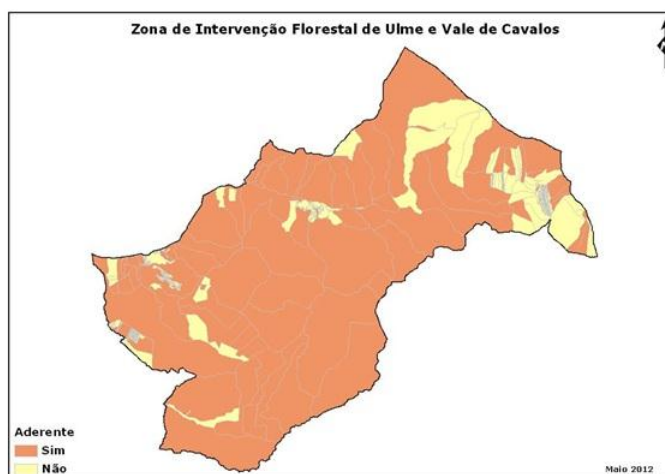 Zona de Intervenção Florestal de Ulme e Vale de Cavalos
Aderente
Sim
Não
Maio 2012